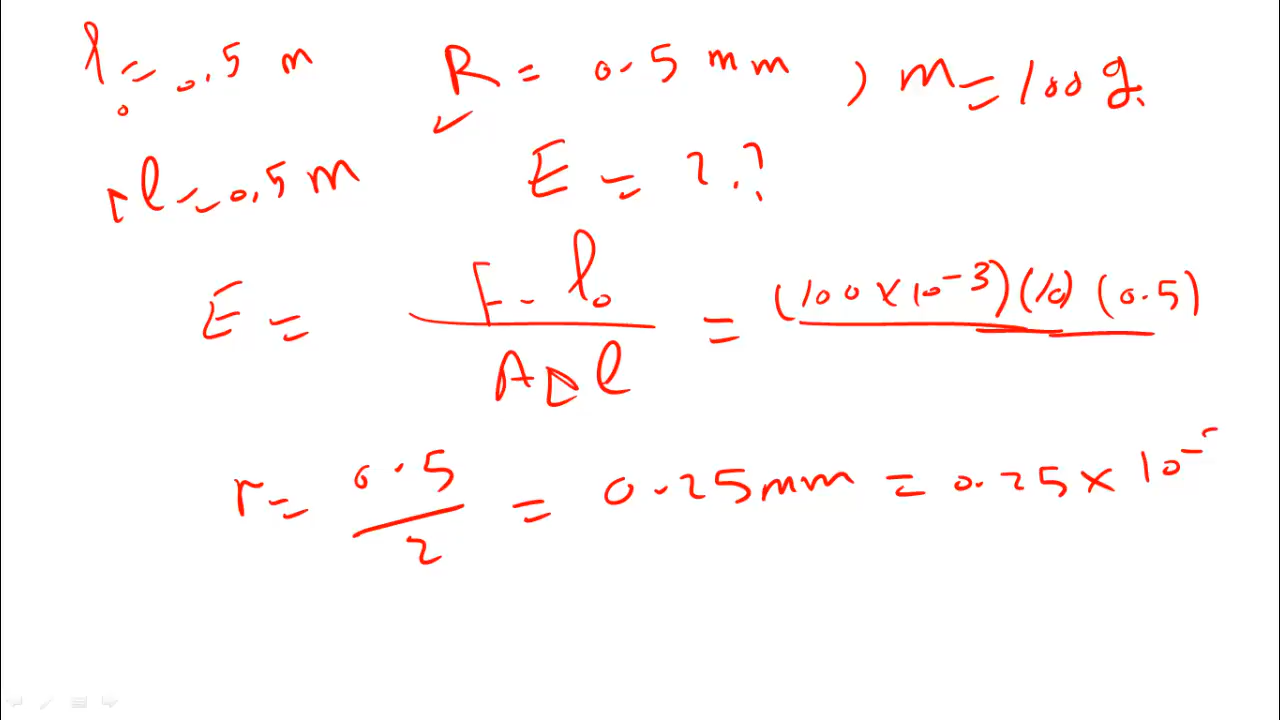 l₀ = 0.5 m R = 0.5 mm , m = 100 g.
Δl = 0.5 m E = ??
E = F. l₀ / A Δ l = (100 × 10⁻³)(10) (0.5)
r = 0.5 / 2 = 0.25 mm = 0.25 × 10⁻